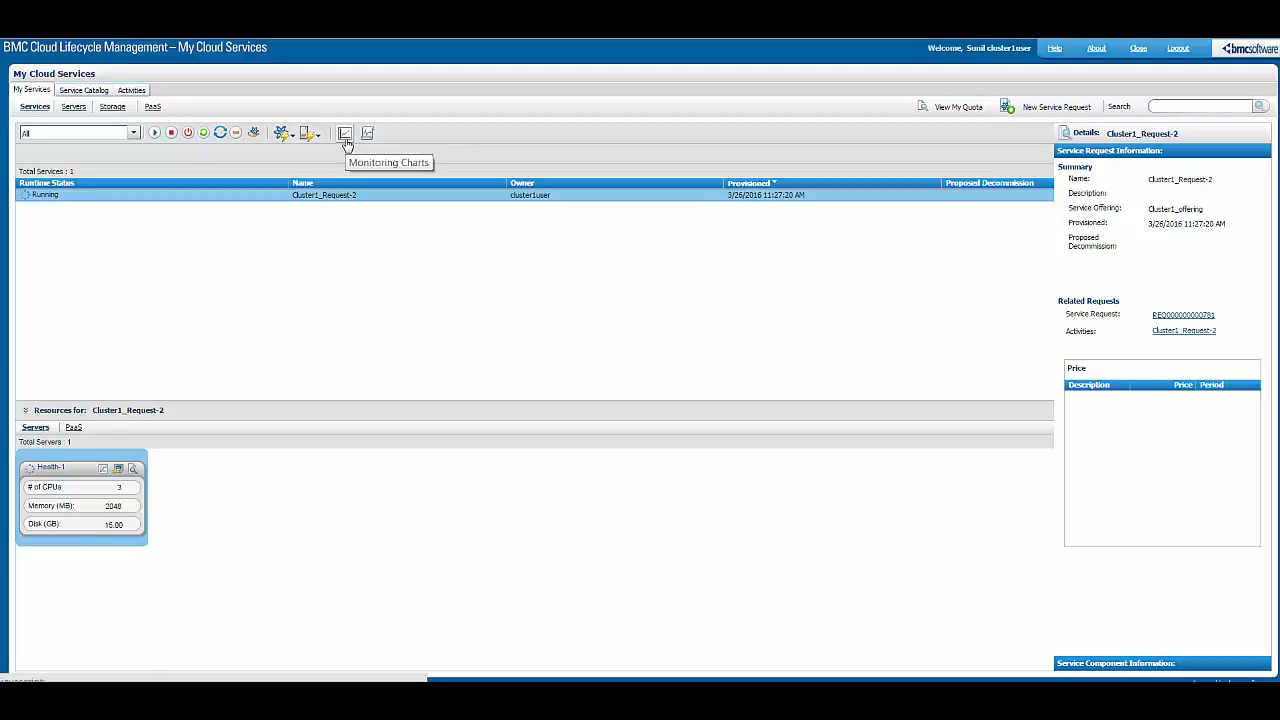 BMC Cloud Lifecycle Management – My Cloud Services
Welcome, Sunil cluster1user
Help
About
Close
Logout
bmcsoftware
My Cloud Services
My Services
Service Catalog
Activities
Services
Servers
Storage
PaaS
View My Quota
New Service Request
Search
All
Monitoring Charts
Total Services : 1
Runtime Status Name Owner Provisioned Proposed Decommission
Running Cluster1_Request-2 cluster1user 3/26/2016 11:27:20 AM
Details: Cluster1_Request-2
Service Request Information:
Summary
Name: Cluster1_Request-2
Description:
Service Offering: Cluster1_offering
Provisioned: 3/26/2016 11:27:20 AM
Proposed
Decommission:
Related Requests
Service Request: REQ000000000781
Activities: Cluster1_Request-2
Price
Description Price Period
Resources for: Cluster1_Request-2
Servers
PaaS
Total Servers : 1
Health-1
# of CPUs: 3
Memory (MB): 2048
Disk (GB): 15.00
Service Component Information: